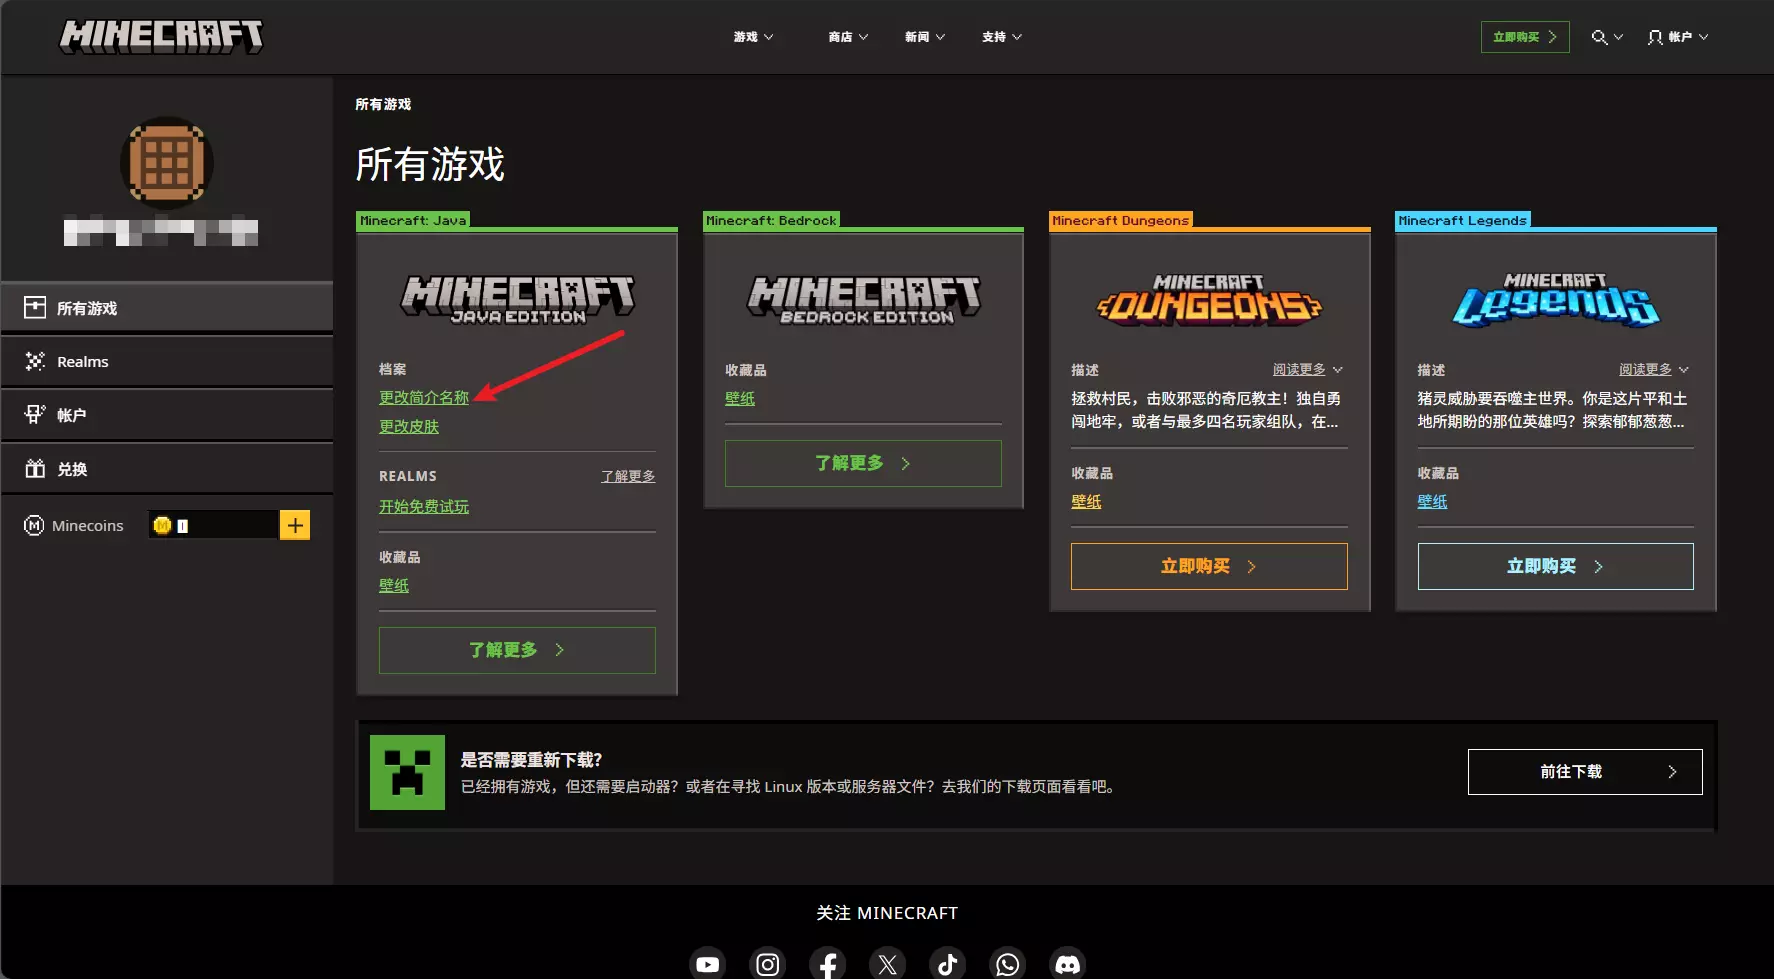 MINECRAFT
游戏
商店
新闻
支持
立即购买
帐户
所有游戏
Realms
帐户
兑换
Minecoins
所有游戏
所有游戏
Minecraft: Java
MINECRAFT
JAVA EDITION
档案
更改简介名称
更改皮肤
REALMS 了解更多
开始免费试玩
收藏品
壁纸
了解更多
Minecraft: Bedrock
MINECRAFT
BEDROCK EDITION
收藏品
壁纸
了解更多
Minecraft Dungeons
MINECRAFT
DUNGEONS
描述 阅读更多
拯救村民，击败邪恶的奇厄教主！独自勇
闯地牢，或者与最多四名玩家组队，在...
收藏品
壁纸
立即购买
Minecraft Legends
MINECRAFT
Legends
描述 阅读更多
猪灵威胁要吞噬主世界。你是这片平和土
地所期盼的那位英雄吗？探索郁郁葱葱...
收藏品
壁纸
立即购买
是否需要重新下载？
已经拥有游戏，但还需要启动器？或者在寻找 Linux 版本或服务器文件？去我们的下载页面看看吧。
前往下载
关注 MINECRAFT